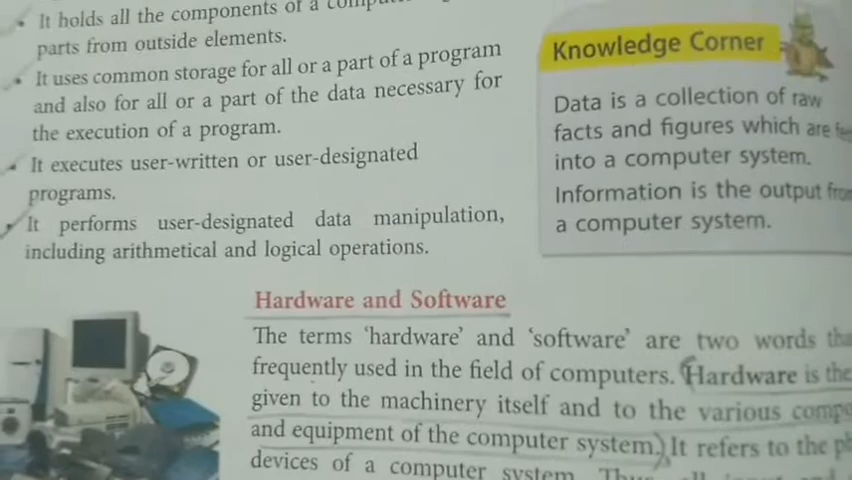 • It holds all the components of a
parts from outside elements.
• It uses common storage for all or a part of a program
and also for all or a part of the data necessary for
the execution of a program.
• It executes user-written or user-designated
programs.
• It performs user-designated data manipulation,
including arithmetical and logical operations.
Knowledge Corner
Data is a collection of raw
facts and figures which are
into a computer system.
Information is the output
a computer system.
Hardware and Software
The terms ‘hardware’ and ‘software’ are two words
frequently used in the field of computers. (Hardware is the
given to the machinery itself and to the various
and equipment of the computer system.) It refers to the
devices of a computer system.